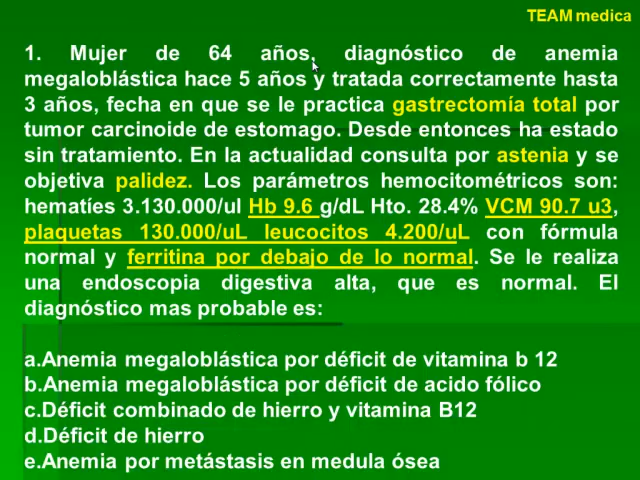 TEAM medica
1. Mujer de 64 años, diagnóstico de anemia
megaloblástica hace 5 años y tratada correctamente hasta
3 años, fecha en que se le practica gastrectomía total por
tumor carcinoide de estomago. Desde entonces ha estado
sin tratamiento. En la actualidad consulta por astenia y se
objetiva palidez. Los parámetros hemocitométricos son:
hematíes 3.130.000/ul Hb 9.6 g/dL Hto. 28.4% VCM 90.7 u3,
plaquetas 130.000/uL leucocitos 4.200/uL con fórmula
normal y ferritina por debajo de lo normal. Se le realiza
una endoscopia digestiva alta, que es normal. El
diagnóstico mas probable es:
a.Anemia megaloblástica por déficit de vitamina b 12
b.Anemia megaloblástica por déficit de acido fólico
c.Déficit combinado de hierro y vitamina B12
d.Déficit de hierro
e.Anemia por metástasis en medula ósea